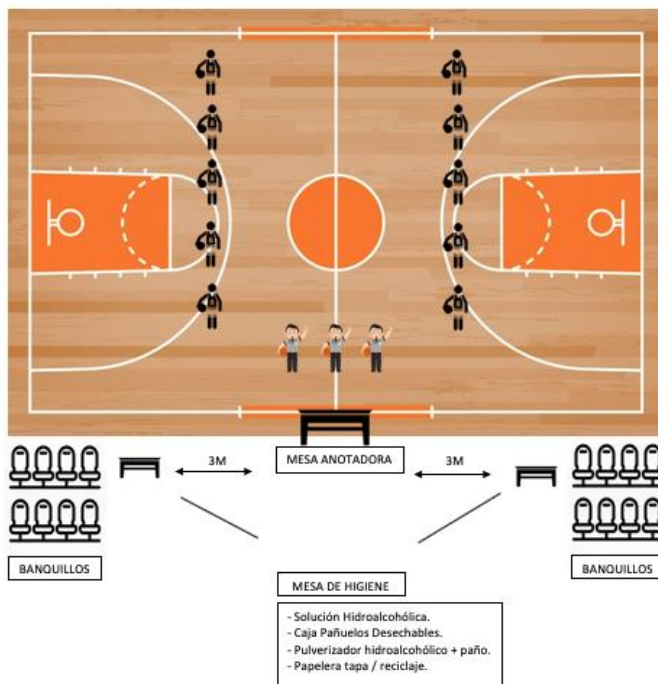 3M
MESA ANOTADORA
3M
BANQUILLOS
BANQUILLOS
MESA DE HIGIENE
- Solución Hidroalcohólica.
- Caja Pañuelos Desechables.
- Pulverizador hidroalcohólico + paño.
- Papelera tapa / reciclaje.